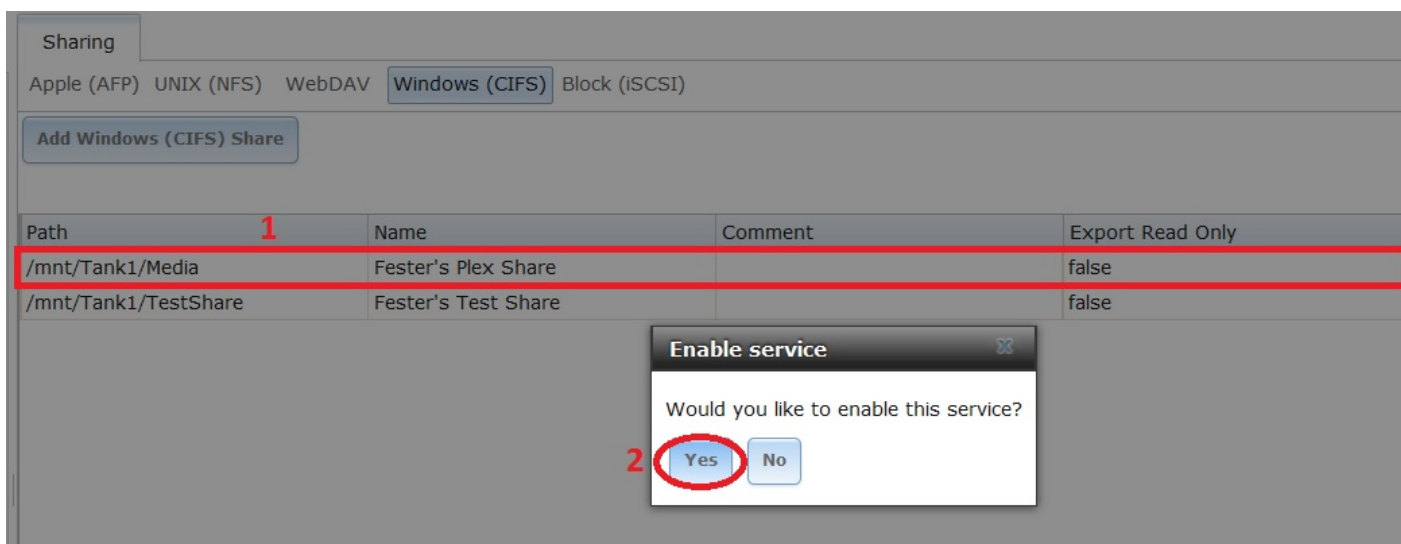 Sharing
Apple (AFP) UNIX (NFS) WebDAV Windows (CIFS) Block (iSCSI)
Add Windows (CIFS) Share
1
Path Name Comment Export Read Only
/mnt/Tank1/Media Fester's Plex Share false
/mnt/Tank1/TestShare Fester's Test Share false
Enable service
Would you like to enable this service?
2 Yes No